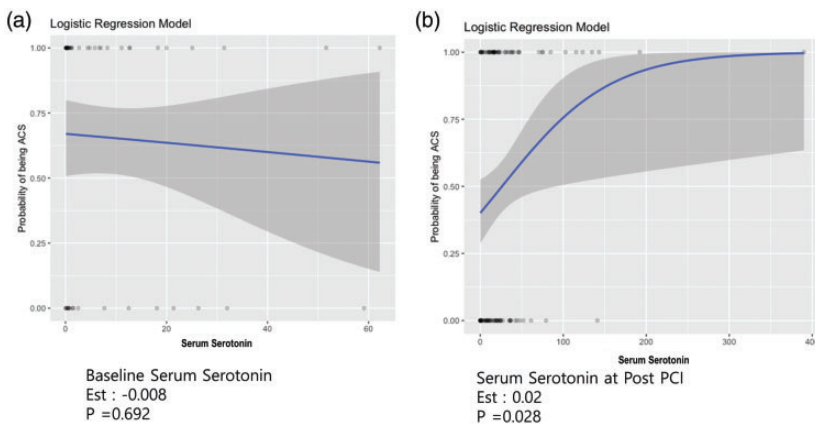 (a)
Logistic Regression Model
1.00
0.75
0.50
0.25
0.00
Probability of being ACS
0
20
40
60
Serum Serotonin
Baseline Serum Serotonin
Est : -0.008
P =0.692
(b)
Logistic Regression Model
1.00
0.75
0.50
0.25
0.00
Probability of being ACS
0
100
200
300
400
Serum Serotonin
Serum Serotonin at Post PCI
Est : 0.02
P =0.028